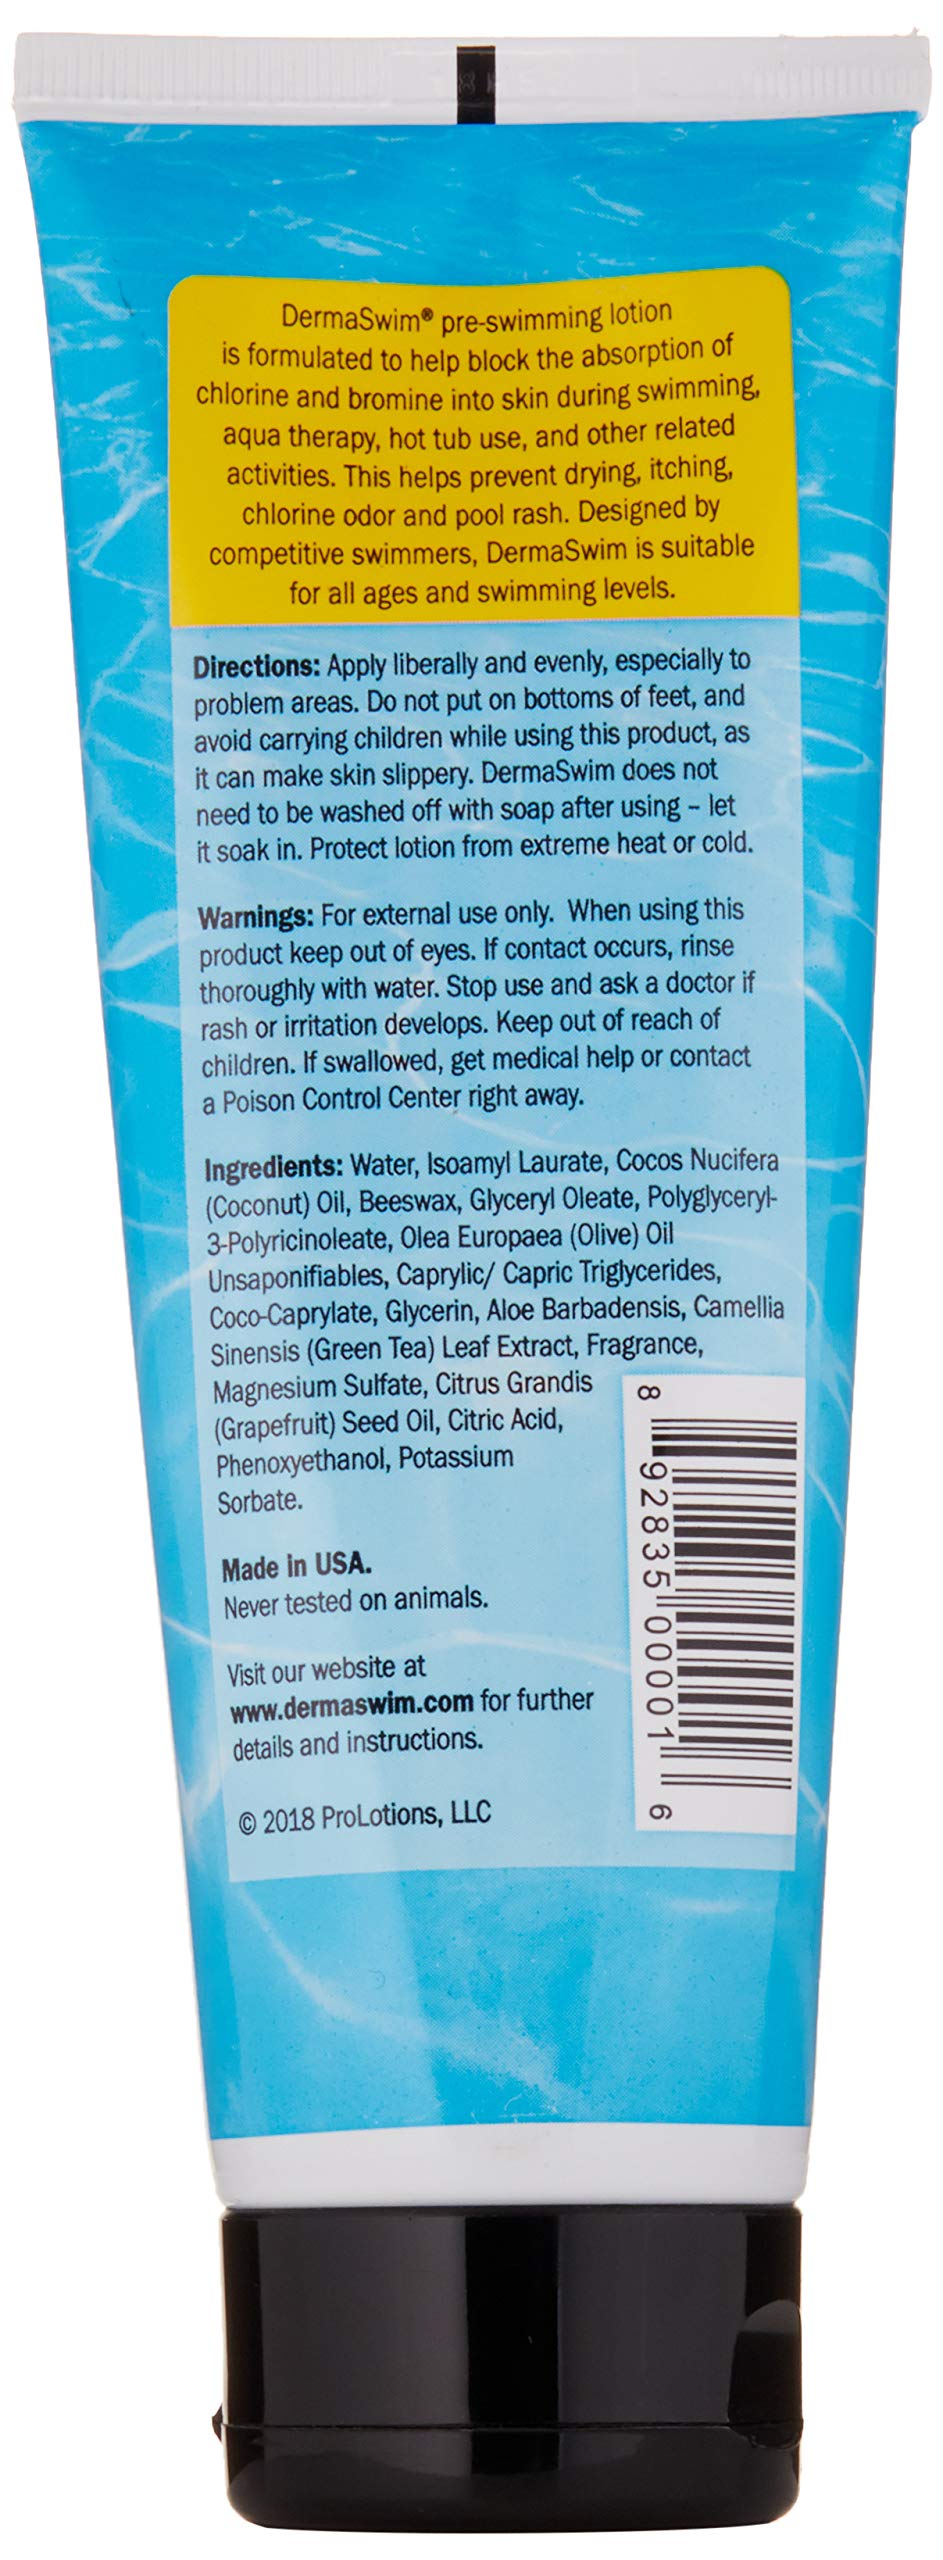 DermaSwim® pre-swimming lotion
is formulated to help block the absorption of
chlorine and bromine into skin during swimming,
aqua therapy, hot tub use, and other related
activities. This helps prevent drying, itching,
chlorine odor and pool rash. Designed by
competitive swimmers, DermaSwim is suitable
for all ages and swimming levels.
Directions: Apply liberally and evenly, especially to
problem areas. Do not put on bottoms of feet, and
avoid carrying children while using this product, as
it can make skin slippery. DermaSwim does not
need to be washed off with soap after using – let
it soak in. Protect lotion from extreme heat or cold.
Warnings: For external use only. When using this
product keep out of eyes. If contact occurs, rinse
thoroughly with water. Stop use and ask a doctor if
rash or irritation develops. Keep out of reach of
children. If swallowed, get medical help or contact
a Poison Control Center right away.
Ingredients: Water, Isoamyl Laurate, Cocos Nucifera
(Coconut) Oil, Beeswax, Glyceryl Oleate, Polyglyceryl-
3-Polyricinoleate, Olea Europaea (Olive) Oil
Unsaponifiables, Caprylic/ Capric Triglycerides,
Coco-Caprylate, Glycerin, Aloe Barbadensis, Camellia
Sinensis (Green Tea) Leaf Extract, Fragrance,
Magnesium Sulfate, Citrus Grandis
(Grapefruit) Seed Oil, Citric Acid,
Phenoxyethanol, Potassium
Sorbate.
Made in USA.
Never tested on animals.
Visit our website at
www.dermaswim.com for further
details and instructions.
© 2018 ProLotions, LLC
8 92835 00001 6